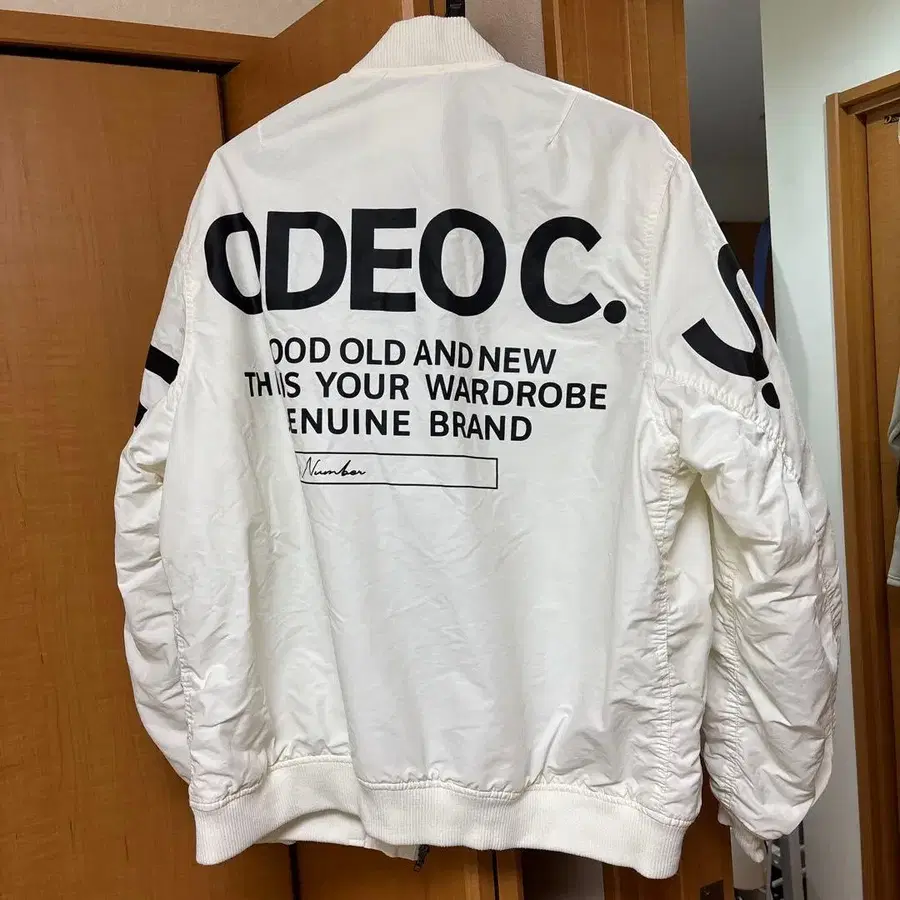 ODEO C. S.
OOD OLD AND NEW
TH IS YOUR WARDROBE
ENUINE BRAND
Number